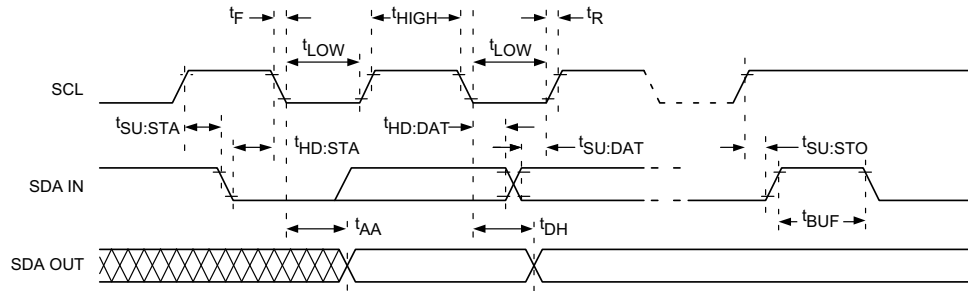 tF
tHIGH
tR
tLOW
tLOW
SCL
tSU:STA
tHD:STA
tHD:DAT
tSU:DAT
tSU:STO
SDA IN
tBUF
tAA
tDH
SDA OUT